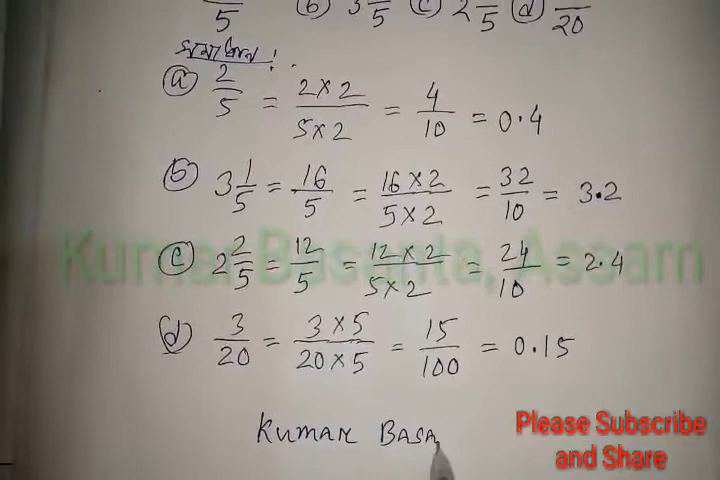 5 (b) 3 5 (c) 2 5 (d) 20
সমাধান :
(a) 2/5 = 2×2/5×2 = 4/10 = 0.4
(b) 3 1/5 = 16/5 = 16×2/5×2 = 32/10 = 3.2
(c) 2 2/5 = 12/5 = 12×2/5×2 = 24/10 = 2.4
(d) 3/20 = 3×5/20×5 = 15/100 = 0.15
Kumar Basanta, Assam
Kumar BASA
Please Subscribe
and Share